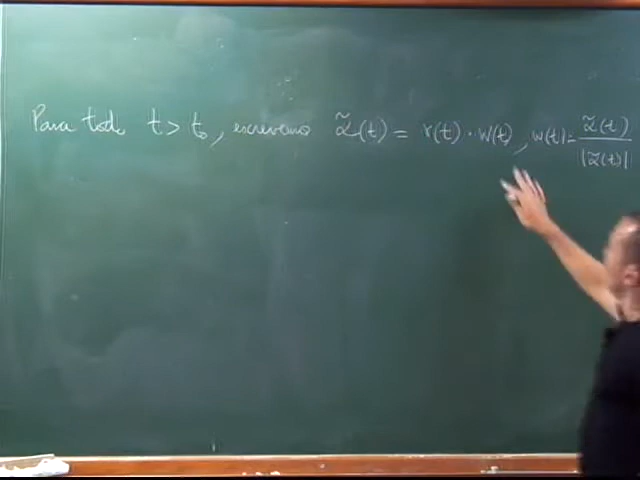 Para todo t > t₀, escrevemos α̃(t) = r(t) · w(t), w(t) = α̃(t) / |α̃(t)|